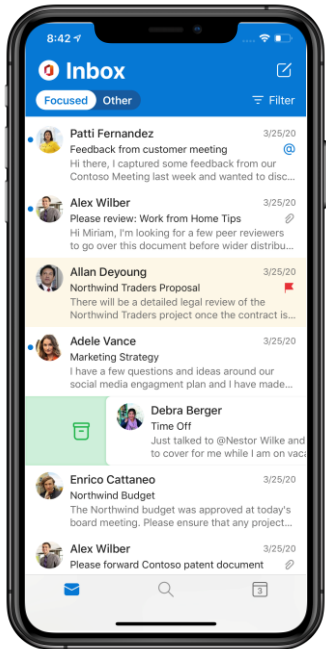 8:42
Inbox
Focused Other
Filter
Patti Fernandez 3/25/20
Feedback from customer meeting @
Hi there, I captured some feedback from our
Contoso Meeting last week and wanted to disc...
Alex Wilber 3/25/20
Please review: Work from Home Tips
Hi Miriam, I'm looking for a few peer reviewers
to go over this document before wider distribu...
Allan Deyoung 3/25/20
Northwind Traders Proposal
There will be a detailed legal review of the
Northwind Traders project once the contract is...
Adele Vance 3/25/20
Marketing Strategy
I have a few questions and ideas around our
social media engagment plan and I have made...
Debra Berger
Time Off
Just talked to @Nestor Wilke and
to cover for me while I am on vaca
Enrico Cattaneo 3/25/20
Northwind Budget
The Northwind budget was approved at today's
board meeting. Please ensure that any project...
Alex Wilber 3/25/20
Please forward Contoso patent document
3